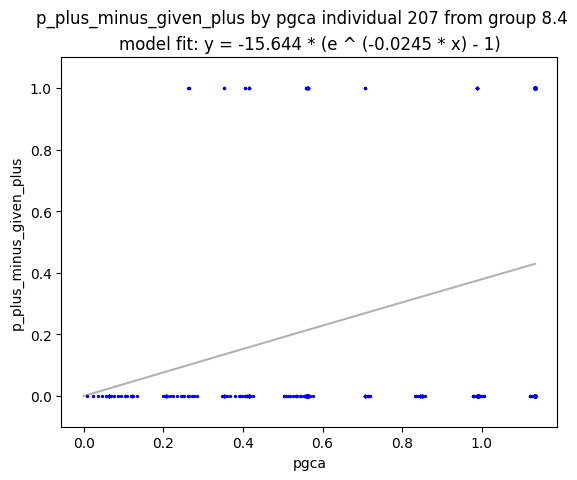 p_plus_minus_given_plus by pgca individual 207 from group 8.4
model fit: y = -15.644 * (e ^ (-0.0245 * x) - 1)
1.0
0.8
0.6
0.4
0.2
0.0
p_plus_minus_given_plus
0.0 0.2 0.4 0.6 0.8 1.0
pgca